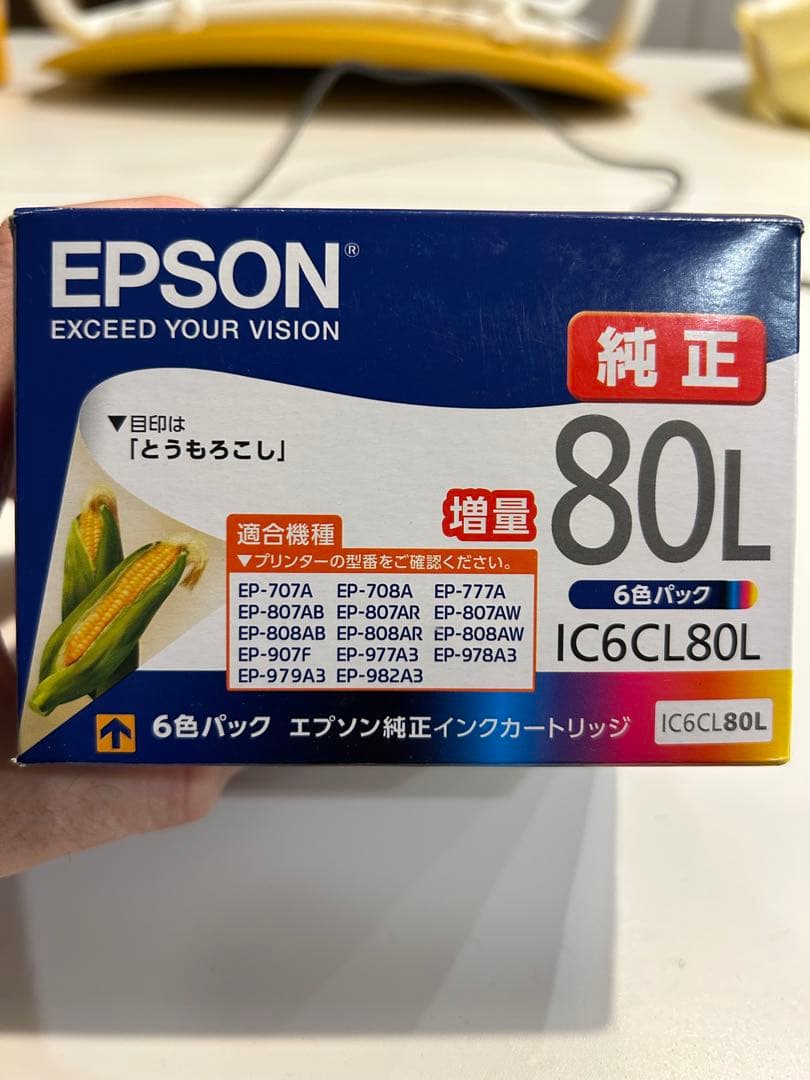 EPSON®
EXCEED YOUR VISION
純正
▼目印は
「とうもろこし」
増量
80L
6色パック
IC6CL80L
適合機種
▼プリンターの型番をご確認ください。
EP-707A EP-708A EP-777A
EP-807AB EP-807AR EP-807AW
EP-808AB EP-808AR EP-808AW
EP-907F EP-977A3 EP-978A3
EP-979A3 EP-982A3
6色パック エプソン純正インクカートリッジ
IC6CL80L